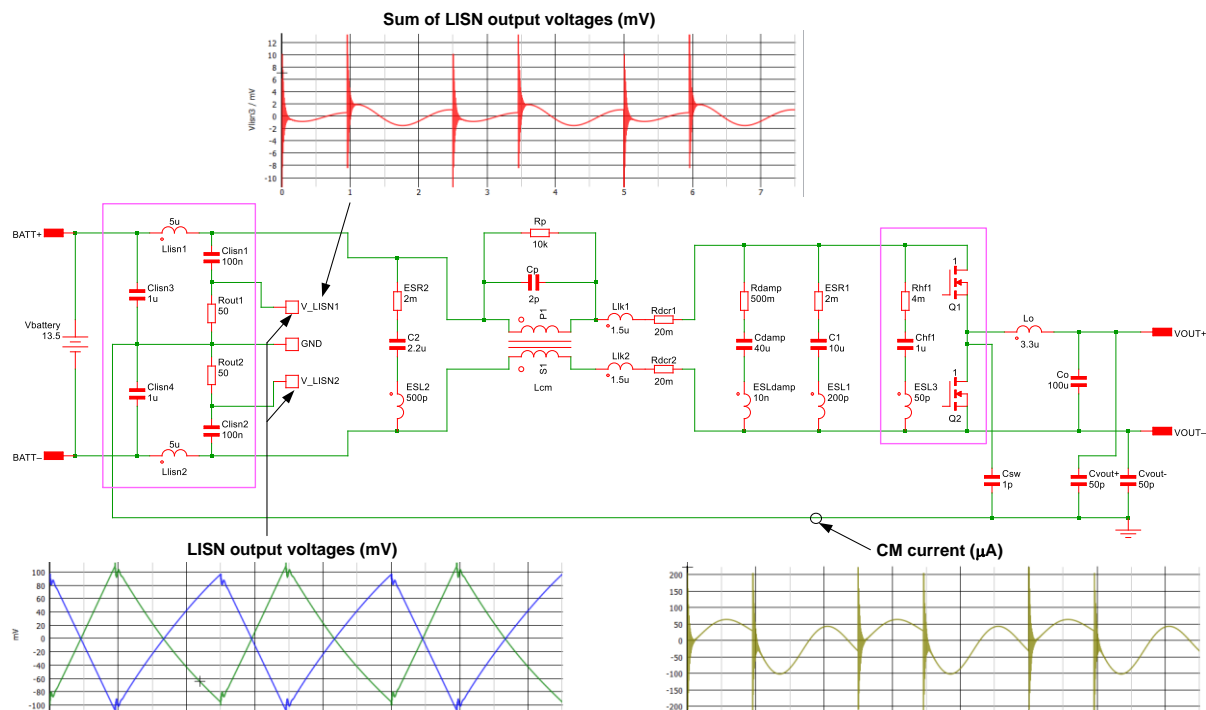 Sum of LISN output voltages (mV)
Vlisn3 / mV
12
10
8
6
4
2
0
-2
-4
-6
-8
-10
0
1
2
3
4
5
6
7
BATT+
5u
Llisn1
Clisn1
100n
Clisn3
1u
Rout1
50
V_LISN1
Vbattery
13.5
GND
Rout2
50
Clisn4
1u
V_LISN2
Clisn2
100n
5u
Llisn2
BATT–
ESR2
2m
C2
2.2u
ESL2
500p
Rp
10k
Cp
2p
P1
S1
Lcm
Llk1
1.5u
Rdcr1
20m
Llk2
1.5u
Rdcr2
20m
Rdamp
500m
Cdamp
40u
ESLdamp
10n
ESR1
2m
C1
10u
ESL1
200p
Rhf1
4m
Chf1
1u
ESL3
50p
1
Q1
1
Q2
Lo
3.3u
Co
100u
VOUT+
VOUT–
Csw
1p
Cvout+
50p
Cvout-
50p
LISN output voltages (mV)
mV
100
80
60
40
20
0
-20
-40
-60
-80
-100
CM current (µA)
200
150
100
50
0
-50
-100
-150
-200